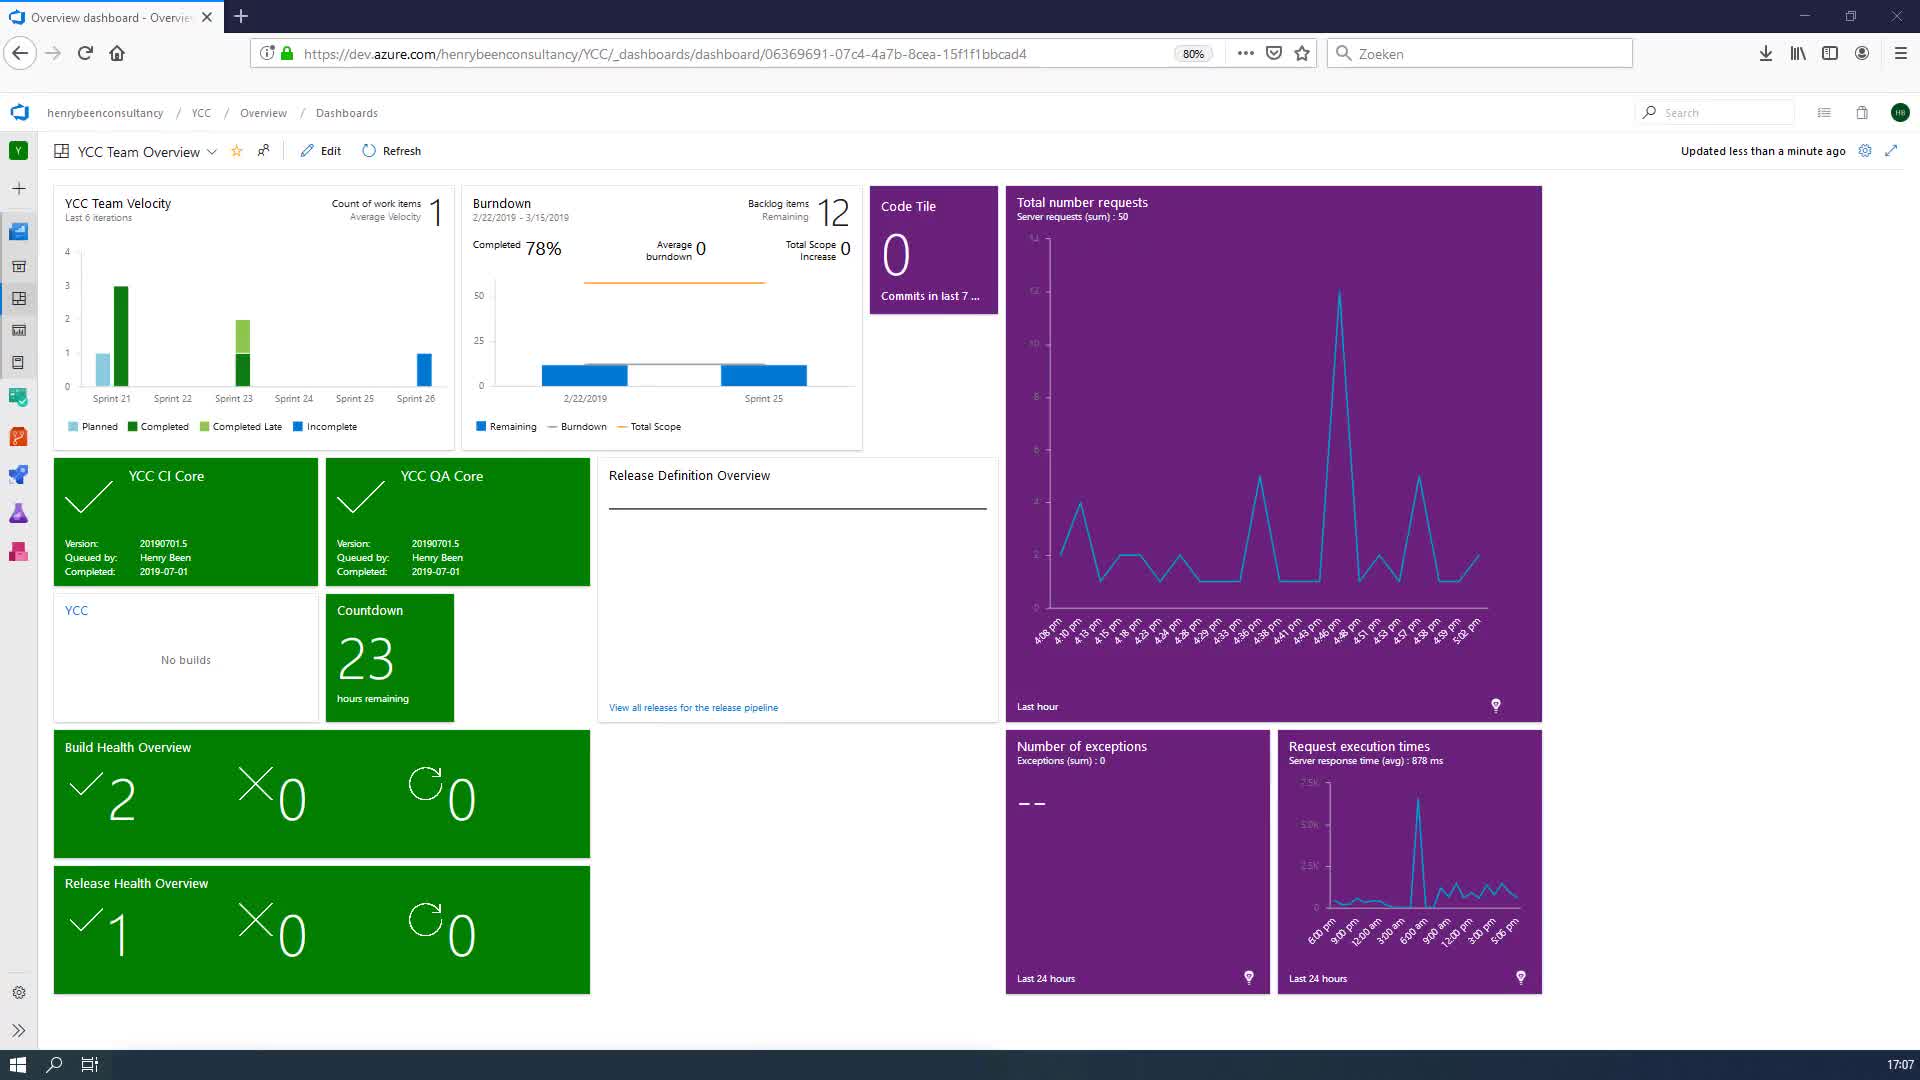 Overview dashboard - Overvie
https://dev.azure.com/henrybeenconsultancy/YCC/_dashboards/dashboard/06369691-07c4-4a7b-8cea-15f1f1bbcad4
80%
Zoeken
henrybeenconsultancy / YCC / Overview / Dashboards
Search
HB
Y
YCC Team Overview
Edit
Refresh
Updated less than a minute ago
YCC Team Velocity
Last 6 iterations
Count of work items
Average Velocity
1
4
3
2
1
0
Sprint 21 Sprint 22 Sprint 23 Sprint 24 Sprint 25 Sprint 26
Planned Completed Completed Late Incomplete
Burndown
2/22/2019 - 3/15/2019
Backlog items
Remaining
12
Completed 78%
Average
burndown 0
Total Scope
Increase 0
50
25
0
2/22/2019 Sprint 25
Remaining Burndown Total Scope
Code Tile
0
Commits in last 7 ...
Total number requests
Server requests (sum) : 50
14
12
10
8
6
4
2
0
4:08 pm 4:10 pm 4:13 pm 4:15 pm 4:18 pm 4:23 pm 4:24 pm 4:28 pm 4:29 pm 4:33 pm 4:36 pm 4:38 pm 4:41 pm 4:43 pm 4:46 pm 4:48 pm 4:51 pm 4:53 pm 4:57 pm 4:58 pm 4:59 pm 5:02 pm
Last hour
YCC CI Core
Version: 20190701.5
Queued by: Henry Been
Completed: 2019-07-01
YCC QA Core
Version: 20190701.5
Queued by: Henry Been
Completed: 2019-07-01
Release Definition Overview
View all releases for the release pipeline
YCC
No builds
Countdown
23
hours remaining
Build Health Overview
2 0 0
Release Health Overview
1 0 0
Number of exceptions
Exceptions (sum) : 0
--
Last 24 hours
Request execution times
Server response time (avg) : 878 ms
7.5K
5.0K
2.5K
0
6:00 pm 9:00 pm 12:00 am 3:00 am 6:00 am 9:00 am 12:00 pm 3:00 pm 5:06 pm
Last 24 hours
17:07